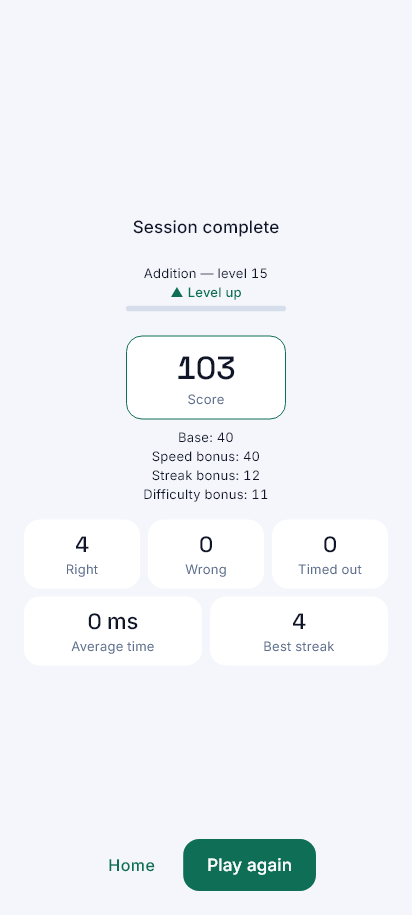 Session complete
Addition — level 15
▲ Level up
103
Score
Base: 40
Speed bonus: 40
Streak bonus: 12
Difficulty bonus: 11
4
Right
0
Wrong
0
Timed out
0 ms
Average time
4
Best streak
Home
Play again